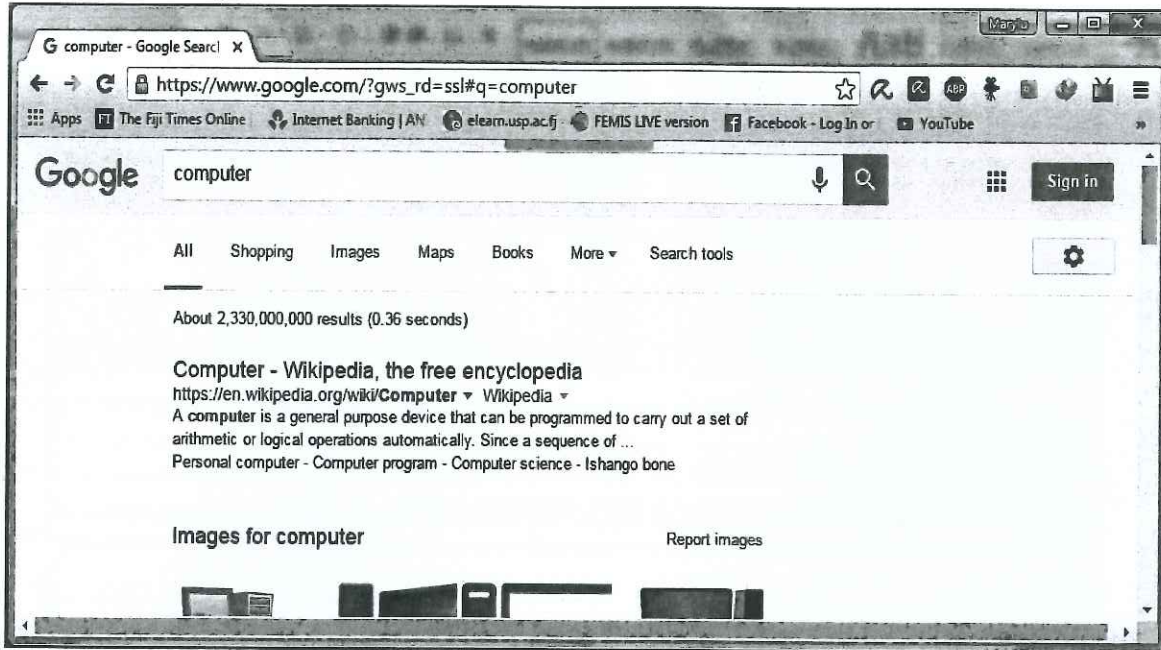 Marylu
G computer - Google Searcl X
https://www.google.com/?gws_rd=ssl#q=computer ABP
Apps FT The Fiji Times Online Internet Banking | AN elearn.usp.ac.fj FEMIS LIVE version Facebook - Log In or YouTube »
Google computer Sign in
All Shopping Images Maps Books More Search tools
About 2,330,000,000 results (0.36 seconds)
Computer - Wikipedia, the free encyclopedia
https://en.wikipedia.org/wiki/Computer Wikipedia
A computer is a general purpose device that can be programmed to carry out a set of
arithmetic or logical operations automatically. Since a sequence of ...
Personal computer - Computer program - Computer science - Ishango bone
Images for computer Report images